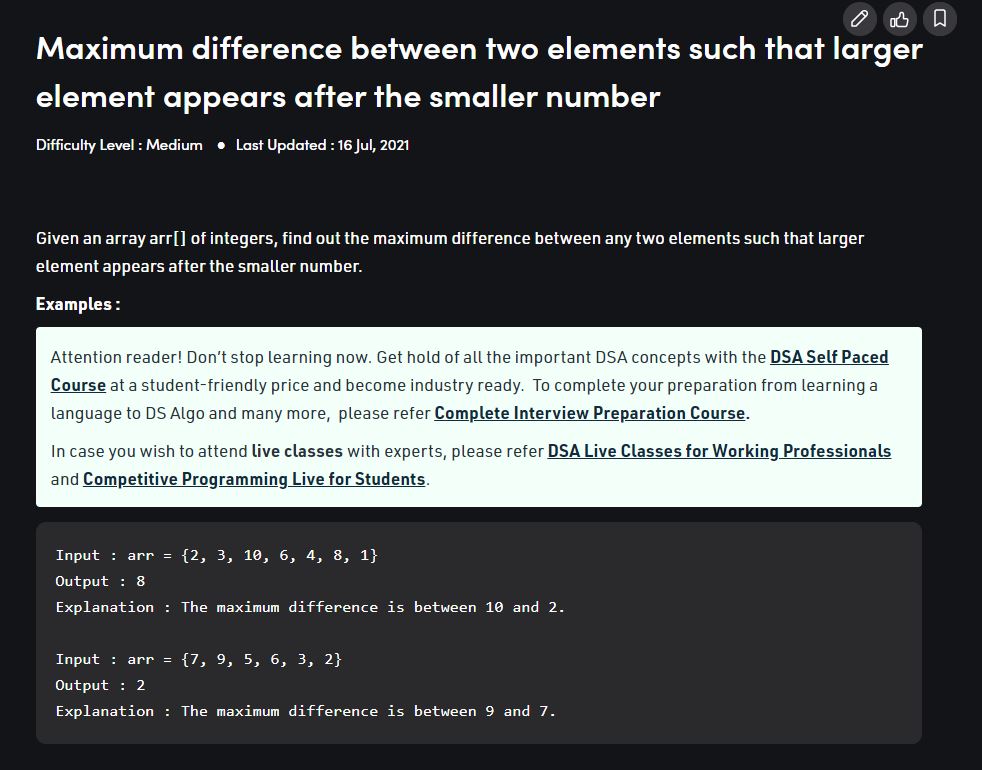 Maximum difference between two elements such that larger
element appears after the smaller number
Difficulty Level : Medium ● Last Updated : 16 Jul, 2021
Given an array arr[] of integers, find out the maximum difference between any two elements such that larger
element appears after the smaller number.
Examples :
Attention reader! Don’t stop learning now. Get hold of all the important DSA concepts with the DSA Self Paced
Course at a student-friendly price and become industry ready.  To complete your preparation from learning a
language to DS Algo and many more,  please refer Complete Interview Preparation Course.
In case you wish to attend live classes with experts, please refer DSA Live Classes for Working Professionals
and Competitive Programming Live for Students.
Input : arr = {2, 3, 10, 6, 4, 8, 1}
Output : 8
Explanation : The maximum difference is between 10 and 2.
Input : arr = {7, 9, 5, 6, 3, 2}
Output : 2
Explanation : The maximum difference is between 9 and 7.